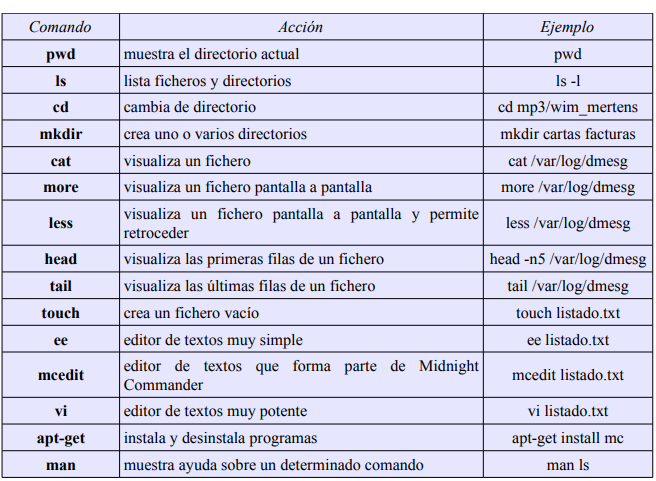 Comando Acción Ejemplo
pwd muestra el directorio actual pwd
ls lista ficheros y directorios ls -l
cd cambia de directorio cd mp3/wim_mertens
mkdir crea uno o varios directorios mkdir cartas facturas
cat visualiza un fichero cat /var/log/dmesg
more visualiza un fichero pantalla a pantalla more /var/log/dmesg
less visualiza un fichero pantalla a pantalla y permite
retroceder less /var/log/dmesg
head visualiza las primeras filas de un fichero head -n5 /var/log/dmesg
tail visualiza las últimas filas de un fichero tail /var/log/dmesg
touch crea un fichero vacío touch listado.txt
ee editor de textos muy simple ee listado.txt
mcedit editor de textos que forma parte de Midnight
Commander mcedit listado.txt
vi editor de textos muy potente vi listado.txt
apt-get instala y desinstala programas apt-get install mc
man muestra ayuda sobre un determinado comando man ls